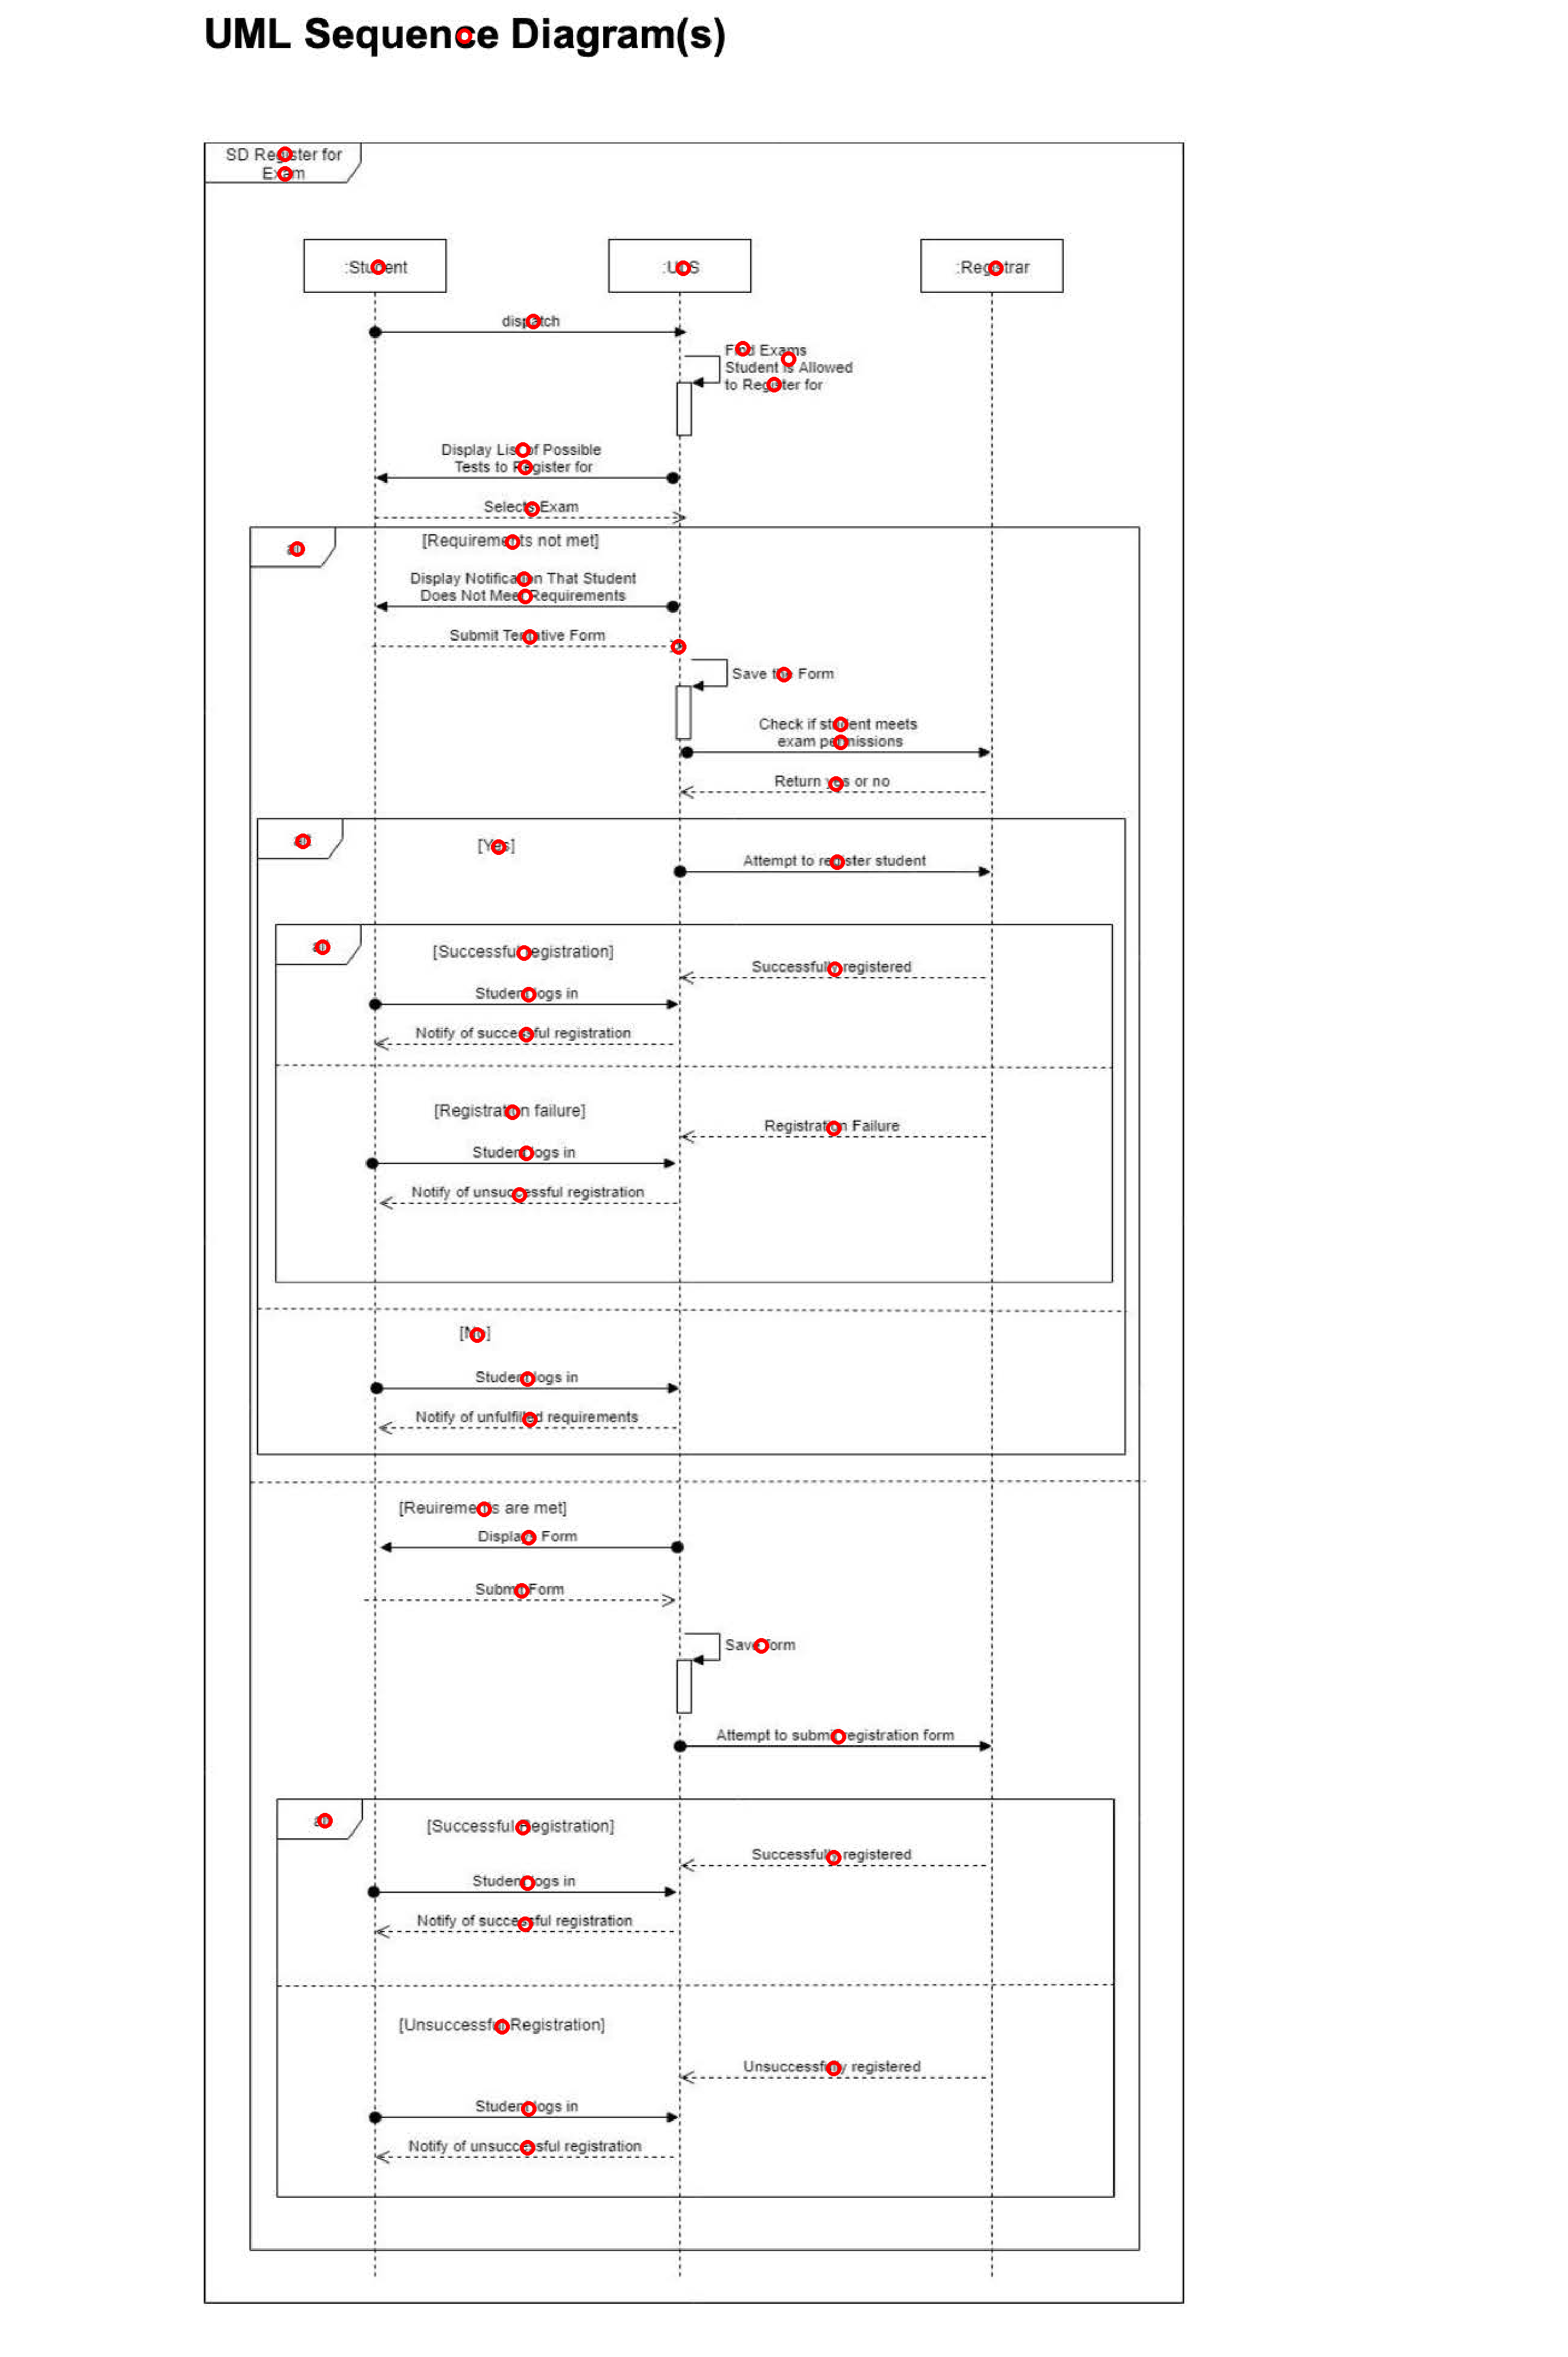 UML Sequence Diagram(s)
SD Register for
Exam
:Student
:Registrar
dispatch
Find Exams
Student is Allowed
to Register for
Display List of Possible
Tests to Register for
Selects Exam
alt
[Requirements not met]
Display Notification That Student
Does Not Meet Requirements
Submit Tentative Form
Save the Form
Check if student meets
exam permissions
Return yes or no
alt
[Yes]
Attempt to register student
alt
[Successful registration]
Successfully registered
Student logs in
Notify of successful registration
[Registration failure]
Registration Failure
Student logs in
Notify of unsuccessful registration
[No]
Student logs in
Notify of unfulfilled requirements
[Reuirements are met]
Displays Form
Submit Form
Save form
Attempt to submit registration form
alt
[Successful Registration]
Successfully registered
Student logs in
Notify of successful registration
[Unsuccessful Registration]
Unsuccessfully registered
Student logs in
Notify of unsuccessful registration